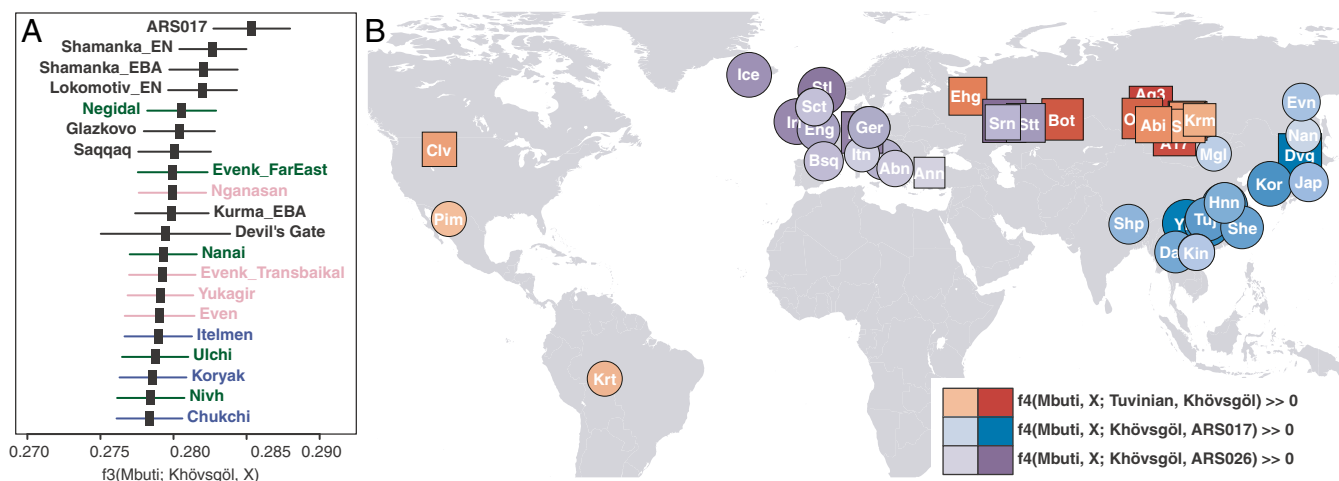 A
ARS017
Shamanka_EN
Shamanka_EBA
Lokomotiv_EN
Negidal
Glazkovo
Saqqaq
Evenk_FarEast
Nganasan
Kurma_EBA
Devil's Gate
Nanai
Evenk_Transbaikal
Yukagir
Even
Itelmen
Ulchi
Koryak
Nivh
Chukchi
0.270 0.275 0.280 0.285 0.290
f3(Mbuti; Khövsgöl, X)
B
Ice
Stl
Sct
Eng
Ger
Itn
Bsq
Abn
Ann
Ehg
Srn
Stt
Bot
Ag3
Abi
Krm
A17
Mgl
Evn
Nan
Dvg
Kor
Jap
Clv
Pim
Krt
Shp
Hnn
Tuj
She
Kin
f4(Mbuti, X; Tuvinian, Khövsgöl) >> 0
f4(Mbuti, X; Khövsgöl, ARS017) >> 0
f4(Mbuti, X; Khövsgöl, ARS026) >> 0